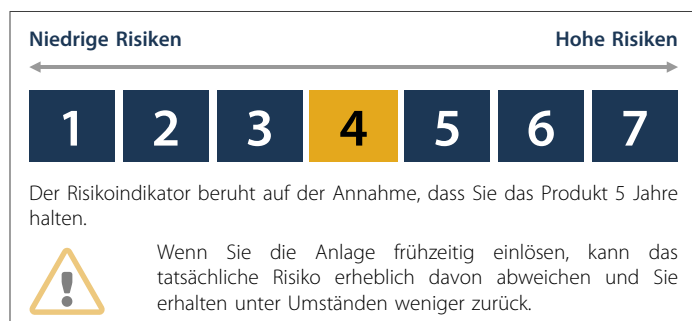 Niedrige Risiken Hohe Risiken
1 2 3 4 5 6 7
Der Risikoindikator beruht auf der Annahme, dass Sie das Produkt 5 Jahre
halten.
Wenn Sie die Anlage frühzeitig einlösen, kann das
tatsächliche Risiko erheblich davon abweichen und Sie
erhalten unter Umständen weniger zurück.